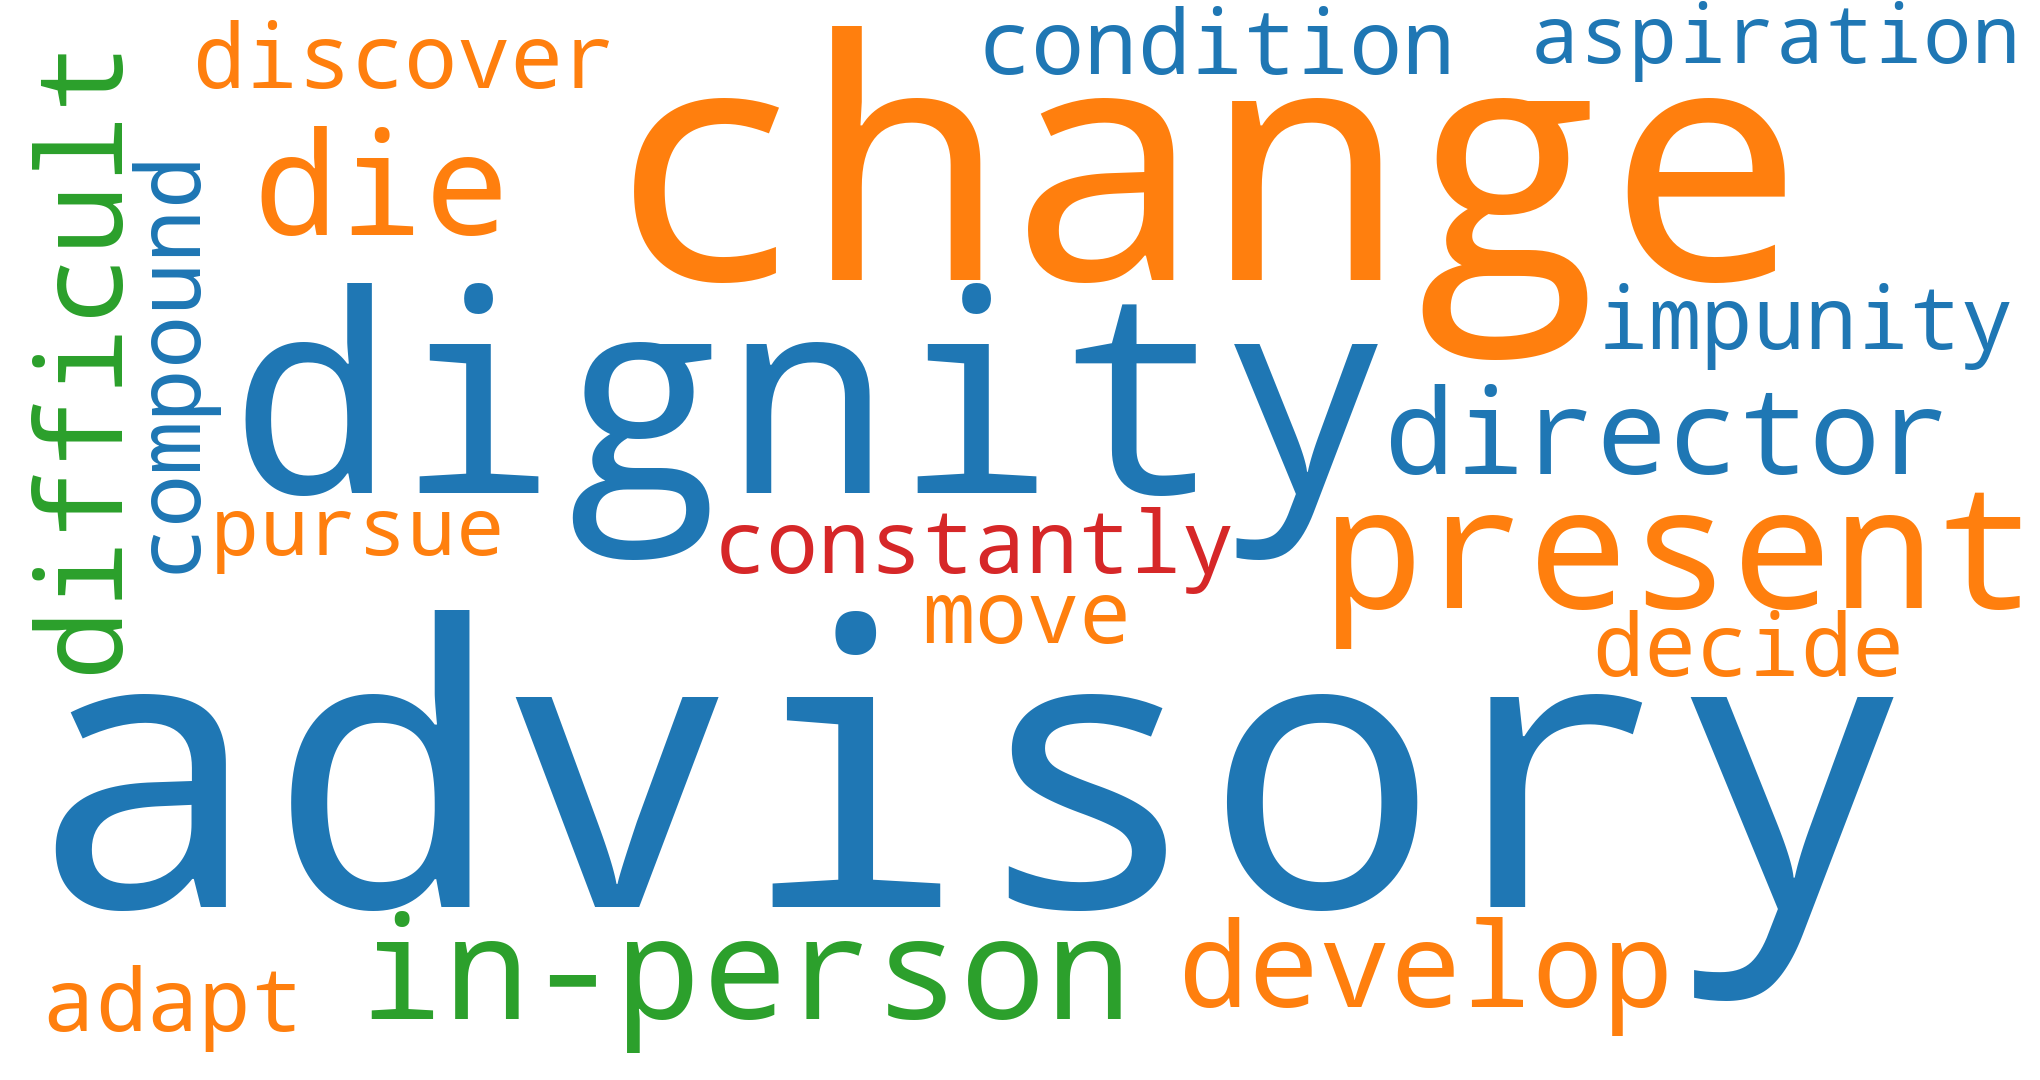 discover
condition
aspiration
change
die
difficult
compound
dignity
impunity
director
present
pursue
constantly
move
decide
advisory
in-person
develop
adapt